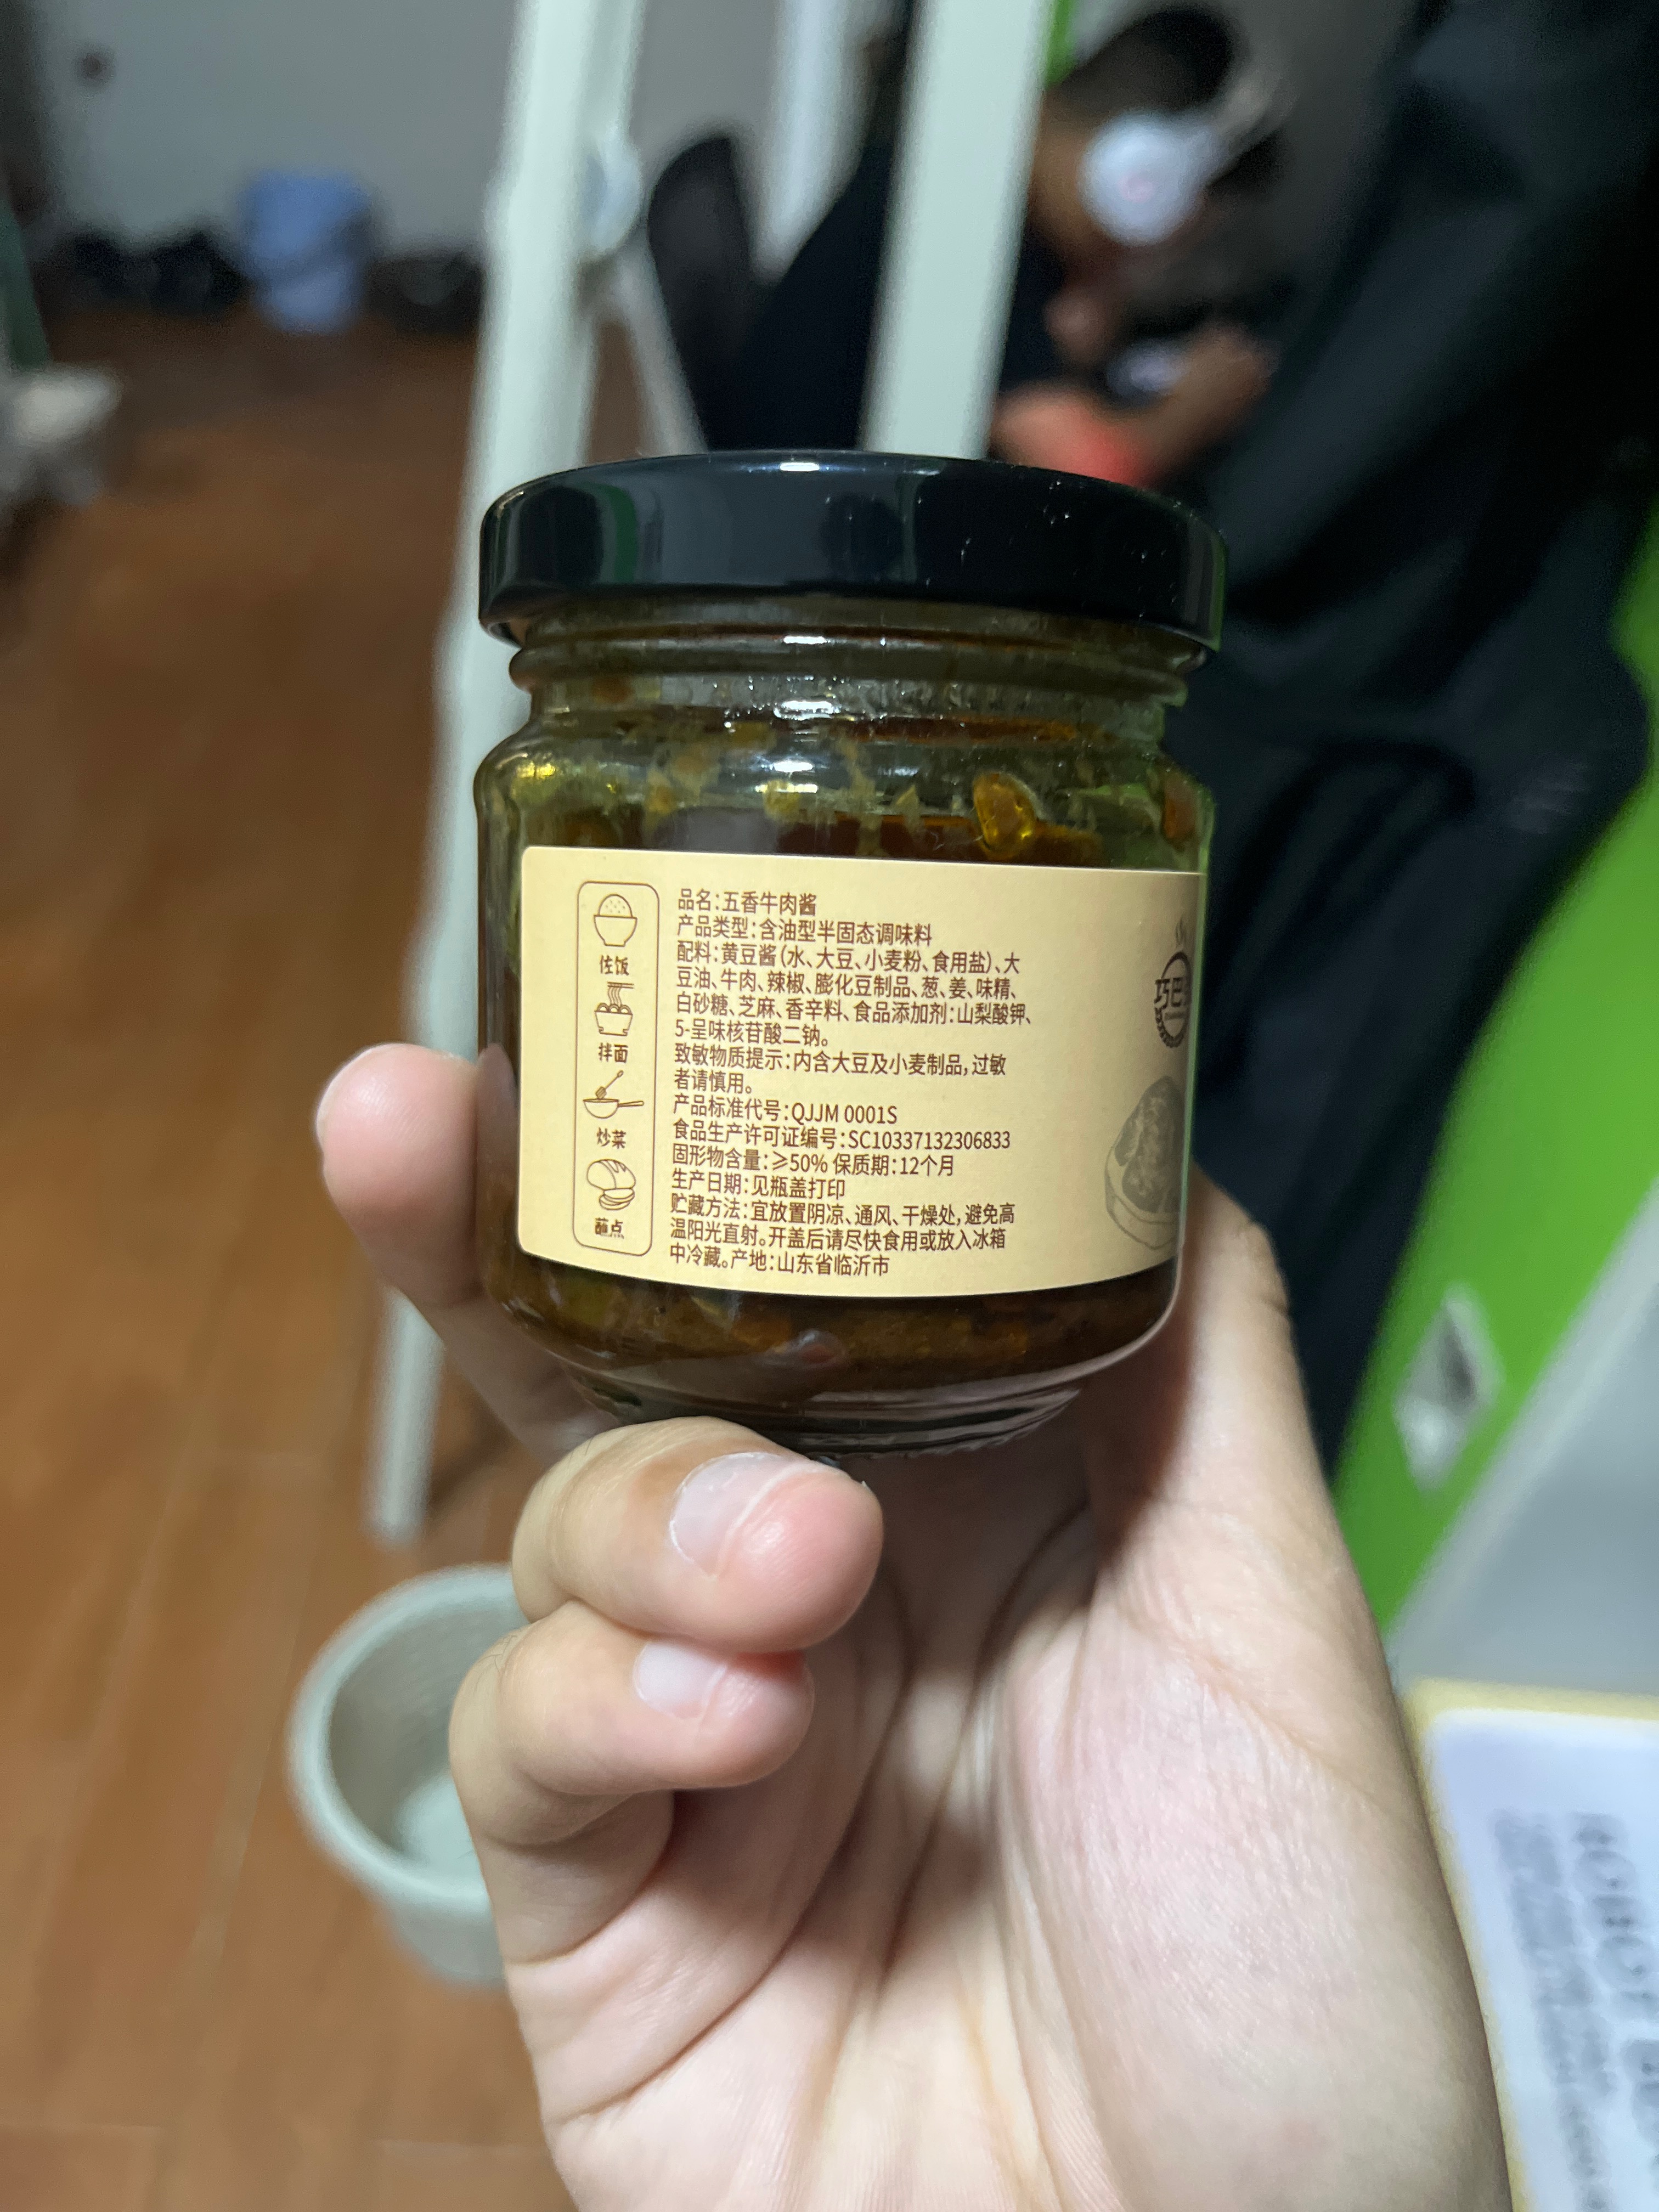 佐饭
拌面
炒菜
蘸点
品名:五香牛肉酱
产品类型:含油型半固态调味料
配料:黄豆酱(水、大豆、小麦粉、食用盐)、大
豆油、牛肉、辣椒、膨化豆制品、葱、姜、味精、
白砂糖、芝麻、香辛料、食品添加剂:山梨酸钾、
5-呈味核苷酸二钠。
致敏物质提示:内含大豆及小麦制品,过敏
者请慎用。
产品标准代号:QJJM 0001S
食品生产许可证编号:SC10337132306833
固形物含量:≥50% 保质期:12个月
生产日期:见瓶盖打印
贮藏方法:宜放置阴凉、通风、干燥处,避免高
温阳光直射。开盖后请尽快食用或放入冰箱
中冷藏。产地:山东省临沂市
巧巴